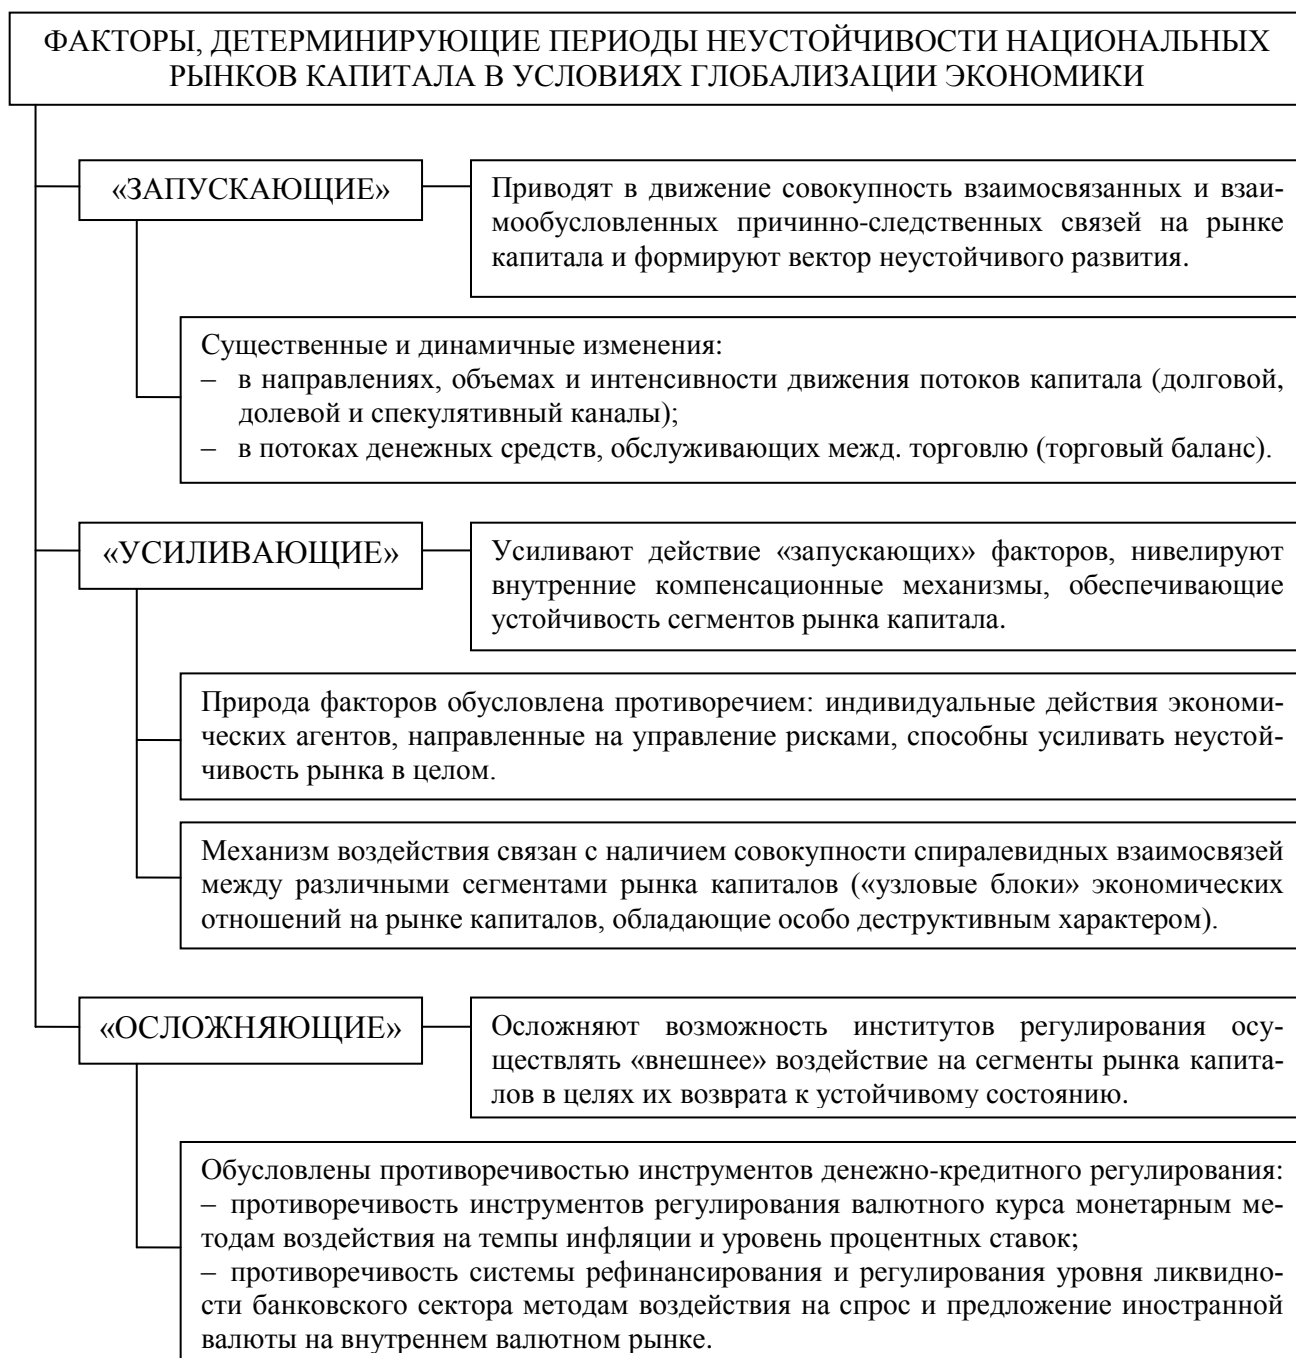 ФАКТОРЫ, ДЕТЕРМИНИРУЮЩИЕ ПЕРИОДЫ НЕУСТОЙЧИВОСТИ НАЦИОНАЛЬНЫХ
РЫНКОВ КАПИТАЛА В УСЛОВИЯХ ГЛОБАЛИЗАЦИИ ЭКОНОМИКИ
«ЗАПУСКАЮЩИЕ»
Приводят в движение совокупность взаимосвязанных и взаи-
мообусловленных причинно-следственных связей на рынке
капитала и формируют вектор неустойчивого развития.
Существенные и динамичные изменения:
– в направлениях, объемах и интенсивности движения потоков капитала (долговой,
долевой и спекулятивный каналы);
– в потоках денежных средств, обслуживающих межд. торговлю (торговый баланс).
«УСИЛИВАЮЩИЕ»
Усиливают действие «запускающих» факторов, нивелируют
внутренние компенсационные механизмы, обеспечивающие
устойчивость сегментов рынка капитала.
Природа факторов обусловлена противоречием: индивидуальные действия экономи-
ческих агентов, направленные на управление рисками, способны усиливать неустой-
чивость рынка в целом.
Механизм воздействия связан с наличием совокупности спиралевидных взаимосвязей
между различными сегментами рынка капиталов («узловые блоки» экономических
отношений на рынке капиталов, обладающие особо деструктивным характером).
«ОСЛОЖНЯЮЩИЕ»
Осложняют возможность институтов регулирования осу-
ществлять «внешнее» воздействие на сегменты рынка капита-
лов в целях их возврата к устойчивому состоянию.
Обусловлены противоречивостью инструментов денежно-кредитного регулирования:
– противоречивость инструментов регулирования валютного курса монетарным ме-
тодам воздействия на темпы инфляции и уровень процентных ставок;
– противоречивость системы рефинансирования и регулирования уровня ликвидно-
сти банковского сектора методам воздействия на спрос и предложение иностранной
валюты на внутреннем валютном рынке.